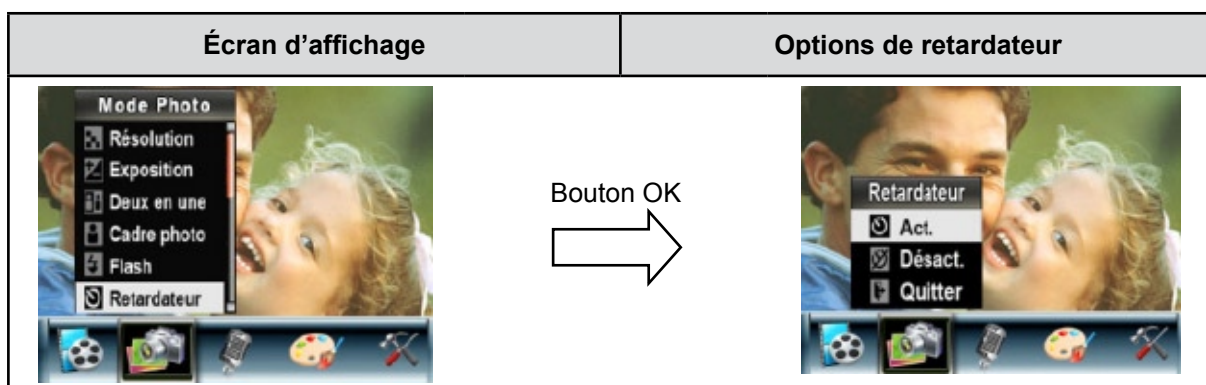 Écran d’affichage
Options de retardateur
Mode Photo
Résolution
Exposition
Deux en une
Cadre photo
Flash
Retardateur
Bouton OK
Retardateur
Act.
Désact.
Quitter